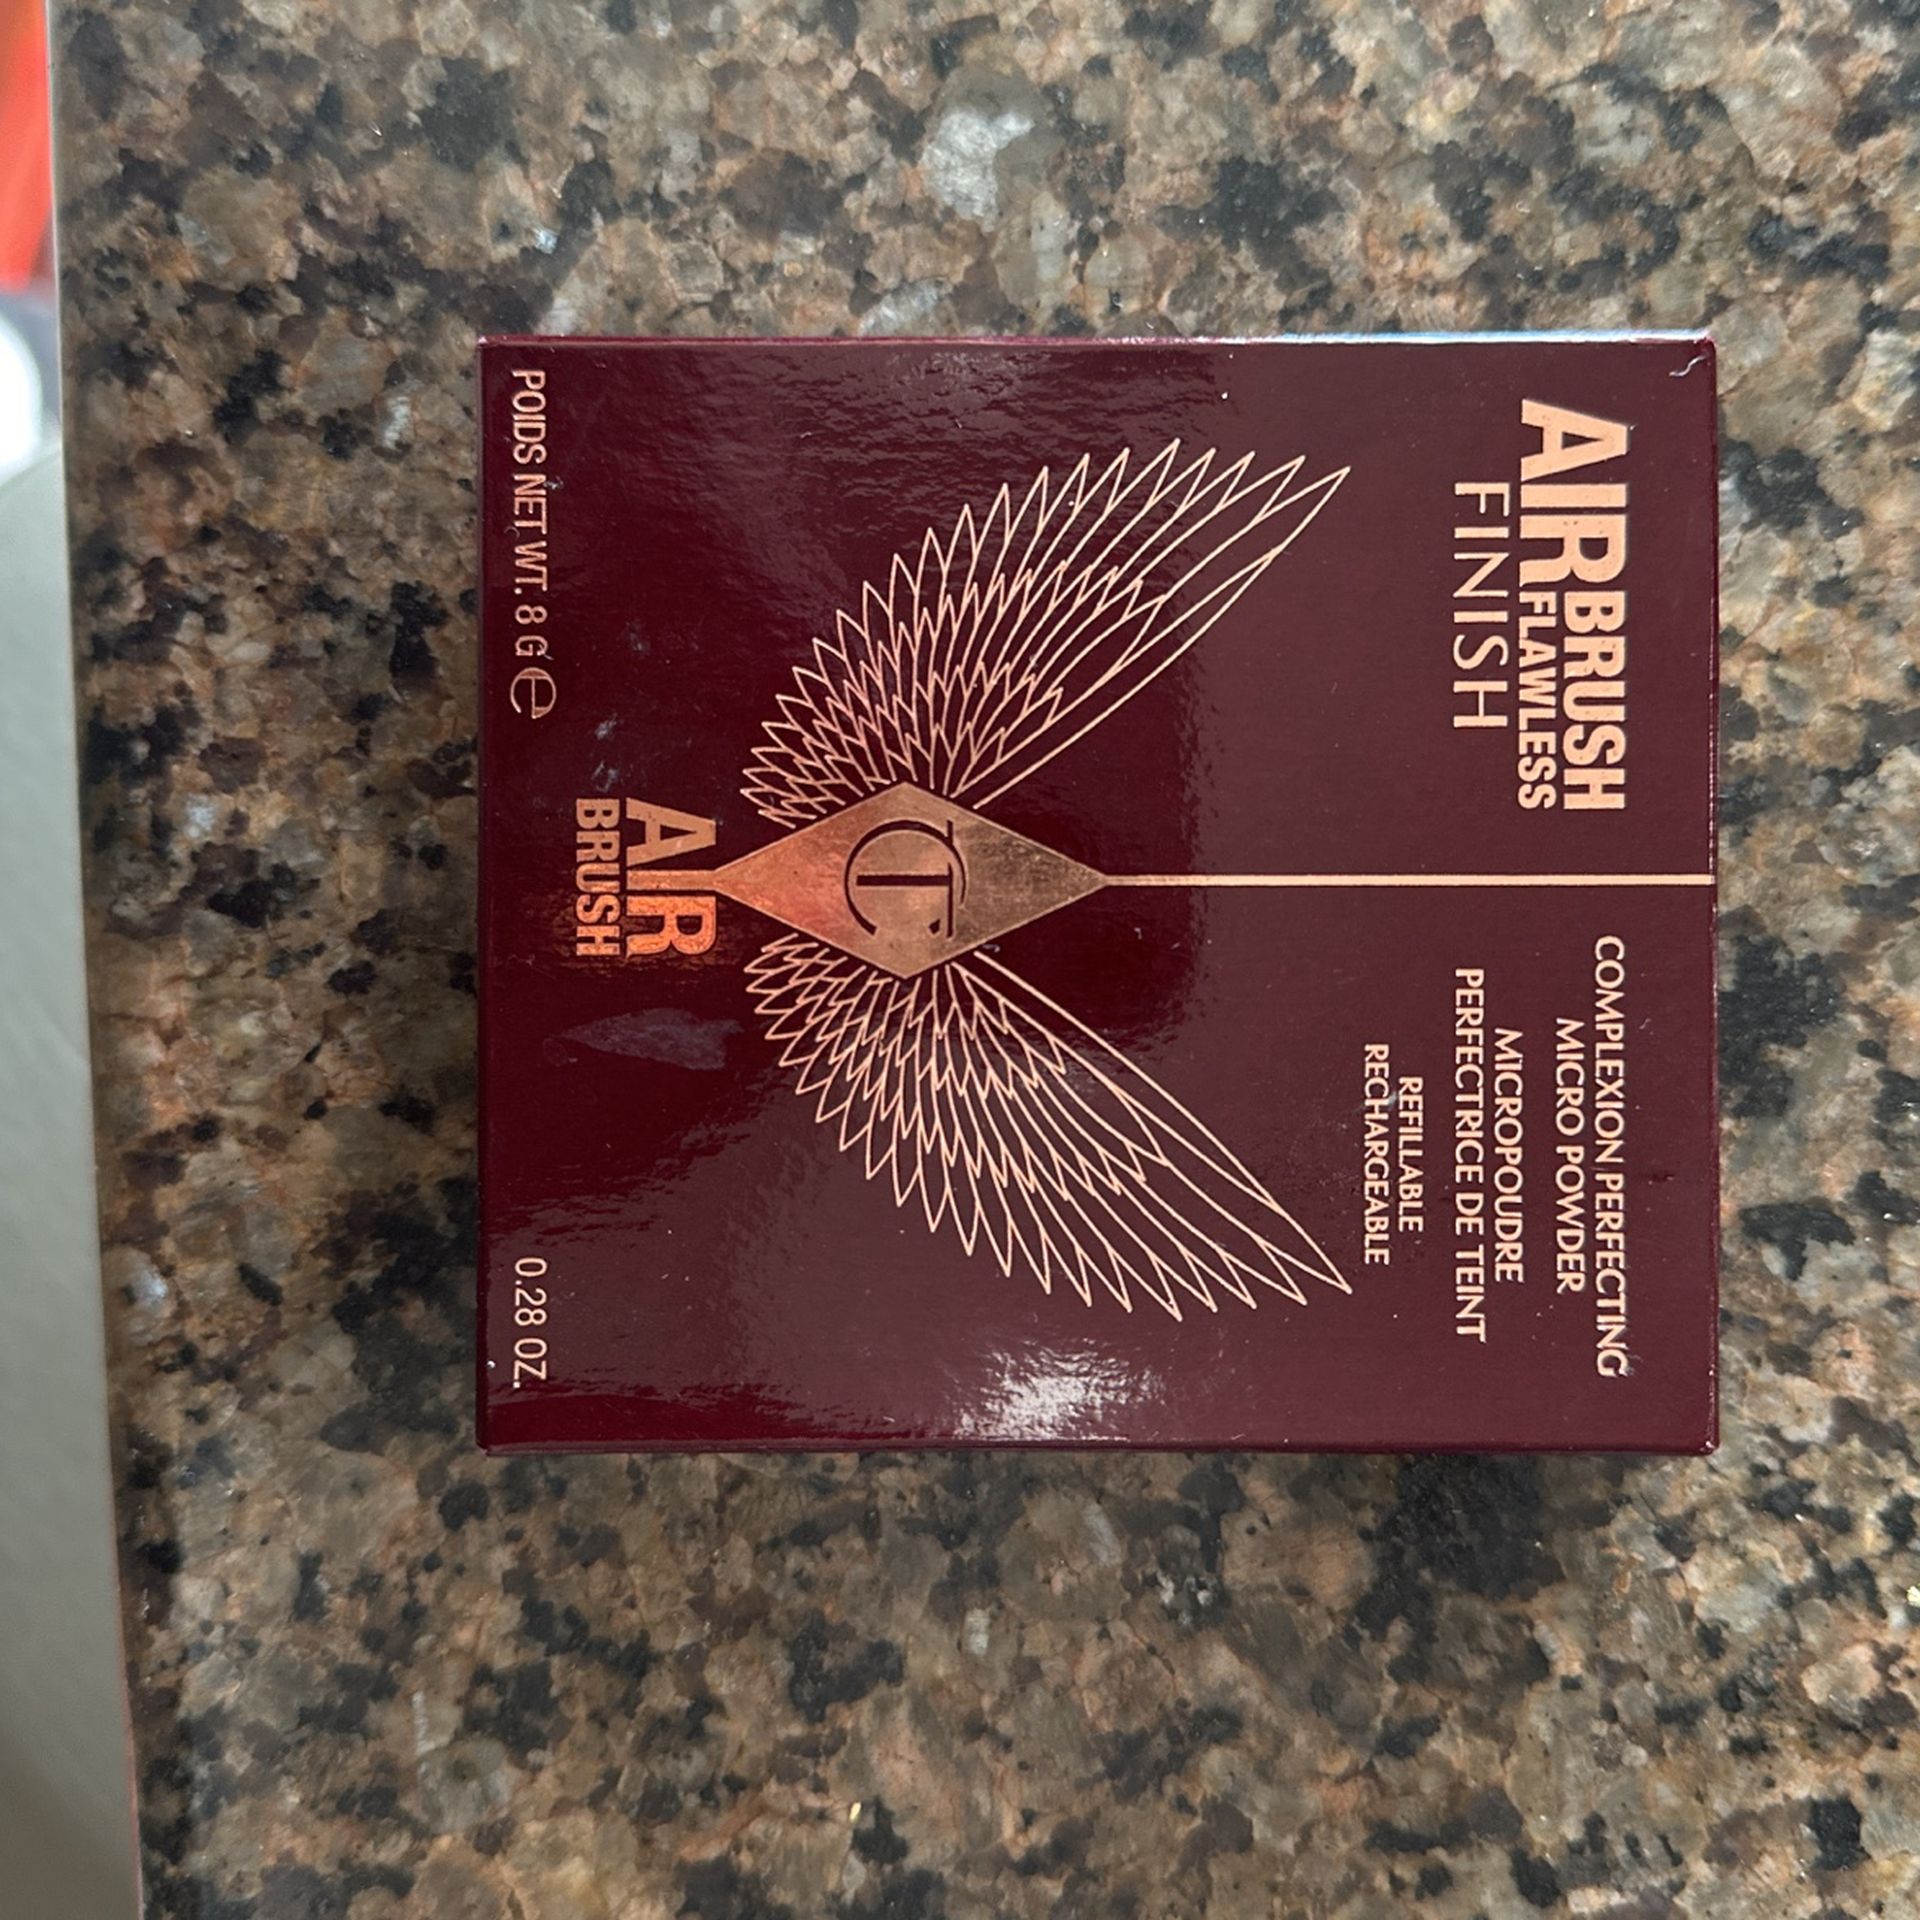 AIRBRUSH
FLAWLESS
FINISH
COMPLEXION PERFECTING
MICRO POWDER
MICROPOUDRE
PERFECTRICE DE TEINT
REFILLABLE
RECHARGEABLE
CT
AIR
BRUSH
POIDS NET WT. 8 G ℮
0.28 OZ.